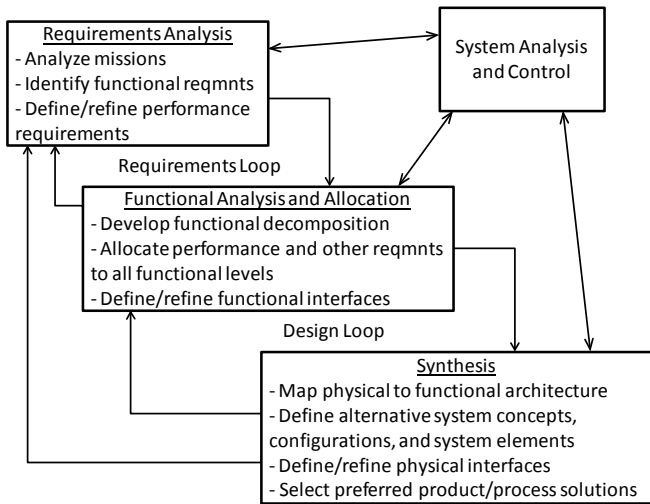 Requirements Analysis
- Analyze missions
- Identify functional reqmnts
- Define/refine performance
requirements
System Analysis
and Control
Requirements Loop
Functional Analysis and Allocation
- Develop functional decomposition
- Allocate performance and other reqmnts
to all functional levels
- Define/refine functional interfaces
Design Loop
Synthesis
- Map physical to functional architecture
- Define alternative system concepts,
configurations, and system elements
- Define/refine physical interfaces
- Select preferred product/process solutions